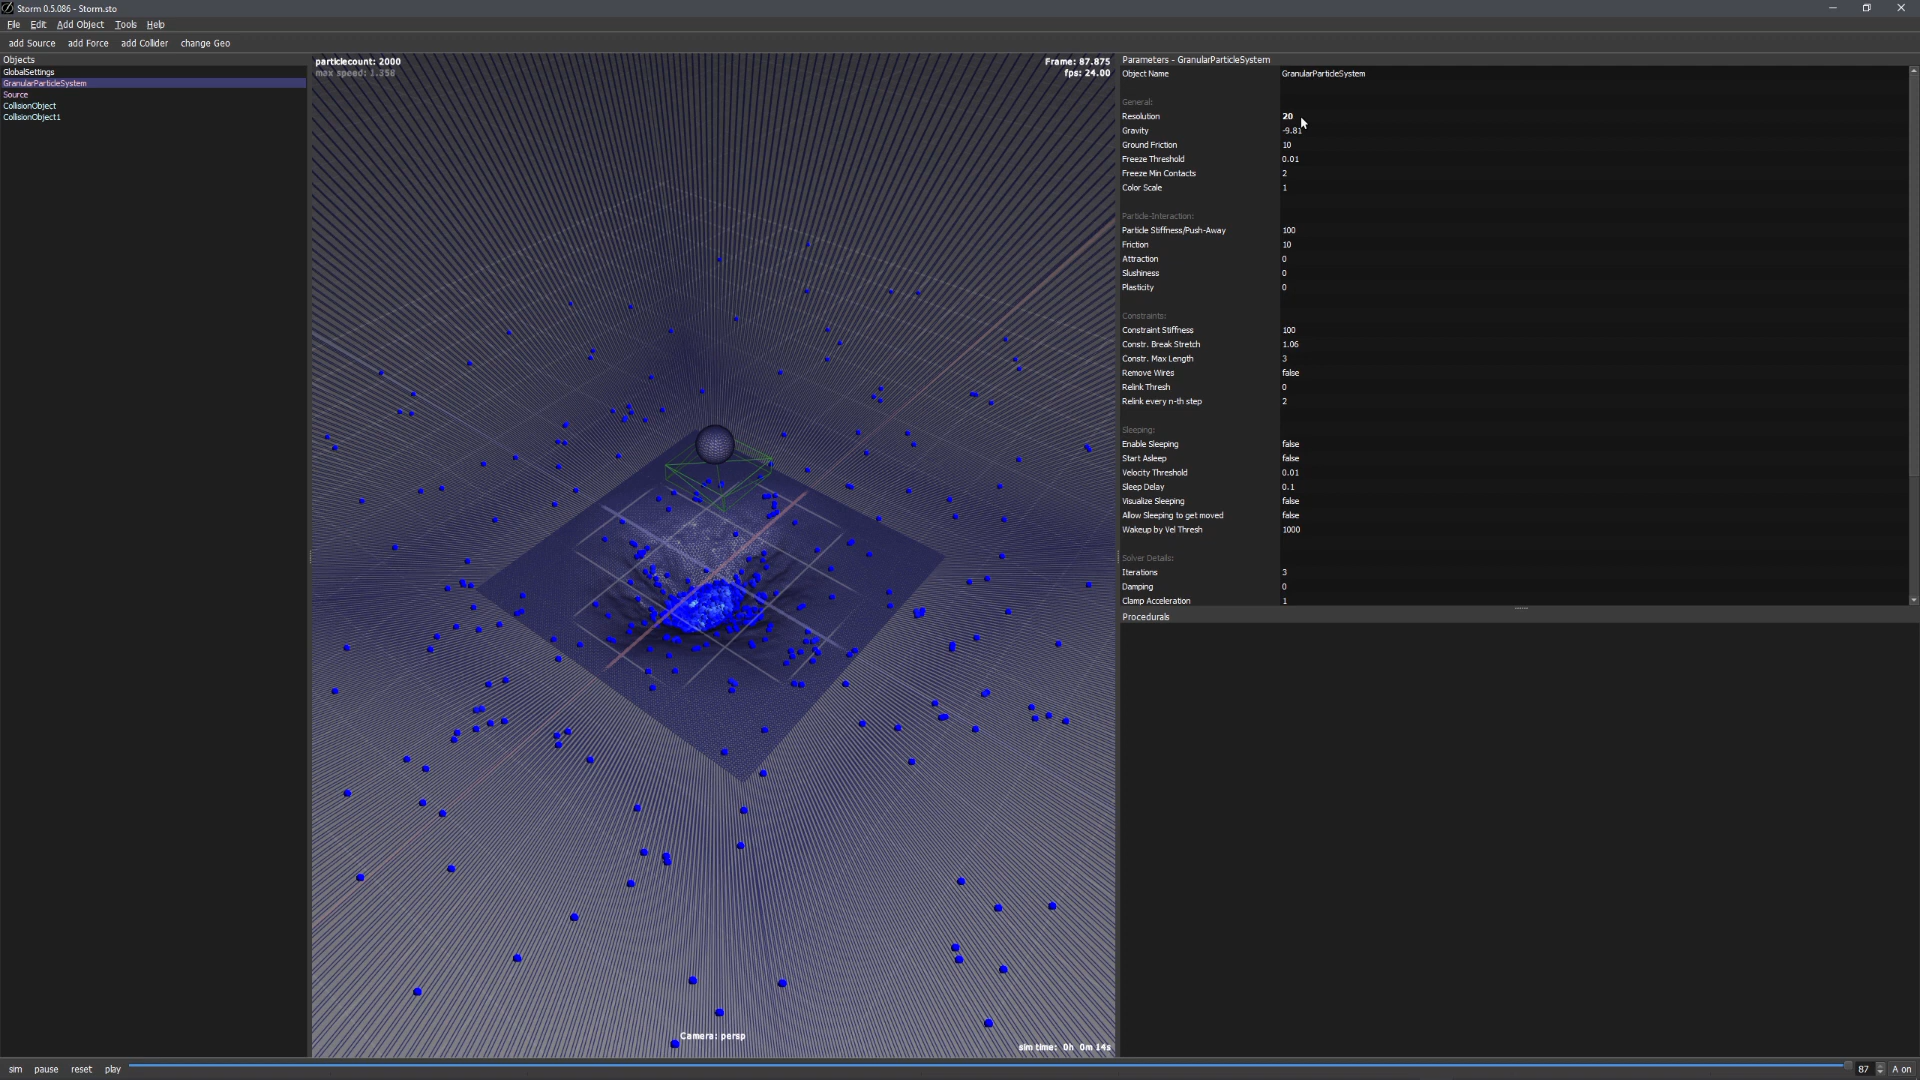 Storm 0.5.086 - Storm.sto
File Edit Add Object Tools Help
add Source add Force add Collider change Geo
Objects
GlobalSettings
GranularParticleSystem
Source
CollisionObject
CollisionObject1
particlecount: 2000
max speed: 1.358
Frame: 87.875
fps: 24.00
Camera: persp
sim time: 0h 0m 14s
Parameters - GranularParticleSystem
Object Name GranularParticleSystem
General:
Resolution 20
Gravity -9.81
Ground Friction 10
Freeze Threshold 0.01
Freeze Min Contacts 2
Color Scale 1
Particle-Interaction:
Particle Stiffness/Push-Away 100
Friction 10
Attraction 0
Slushiness 0
Plasticity 0
Constraints:
Constraint Stiffness 100
Constr. Break Stretch 1.06
Constr. Max Length 3
Remove Wires false
Relink Thresh 0
Relink every n-th step 2
Sleeping:
Enable Sleeping false
Start Asleep false
Velocity Threshold 0.01
Sleep Delay 0.1
Visualize Sleeping false
Allow Sleeping to get moved false
Wakeup by Vel Thresh 1000
Solver Details:
Iterations 3
Damping 0
Clamp Acceleration 1
Procedurals
sim pause reset play 87 A on